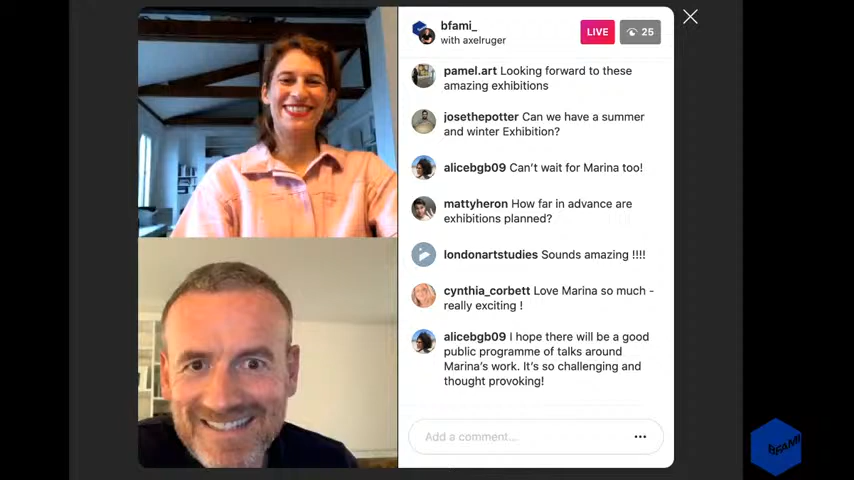 bfami_
with axelruger
LIVE
25
pamel.art Looking forward to these
amazing exhibitions
josethepotter Can we have a summer
and winter Exhibition?
alicebgb09 Can't wait for Marina too!
mattyheron How far in advance are
exhibitions planned?
londonartstudies Sounds amazing !!!!
cynthia_corbett Love Marina so much -
really exciting !
alicebgb09 I hope there will be a good
public programme of talks around
Marina's work. It's so challenging and
thought provoking!
Add a comment...
BFAMI